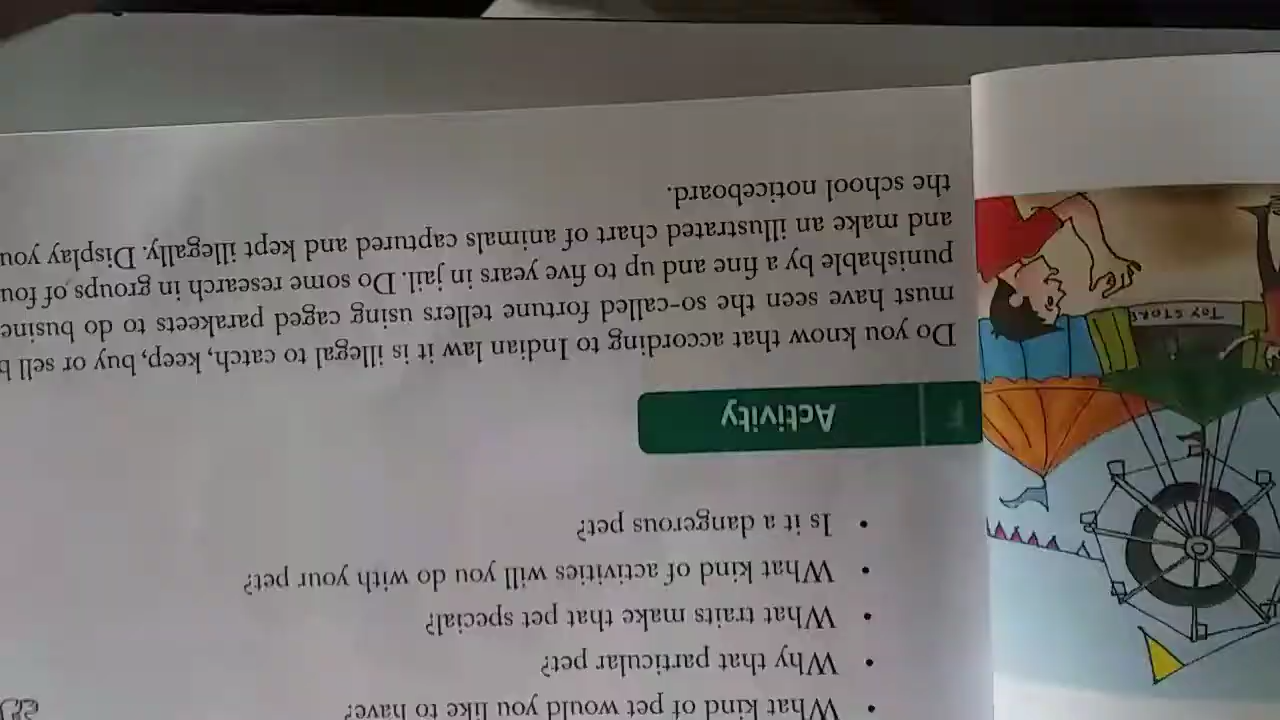 What kind of pet would you like to have?
• Why that particular pet?
• What traits make that pet special?
• What kind of activities will you do with your pet?
• Is it a dangerous pet?
F Activity
Do you know that according to Indian law it is illegal to catch, keep, buy or sell
must have seen the so-called fortune tellers using caged parakeets to do
punishable by a fine and up to five years in jail. Do some research in groups of
and make an illustrated chart of animals captured and kept illegally. Display
the school noticeboard.
TOY STORE